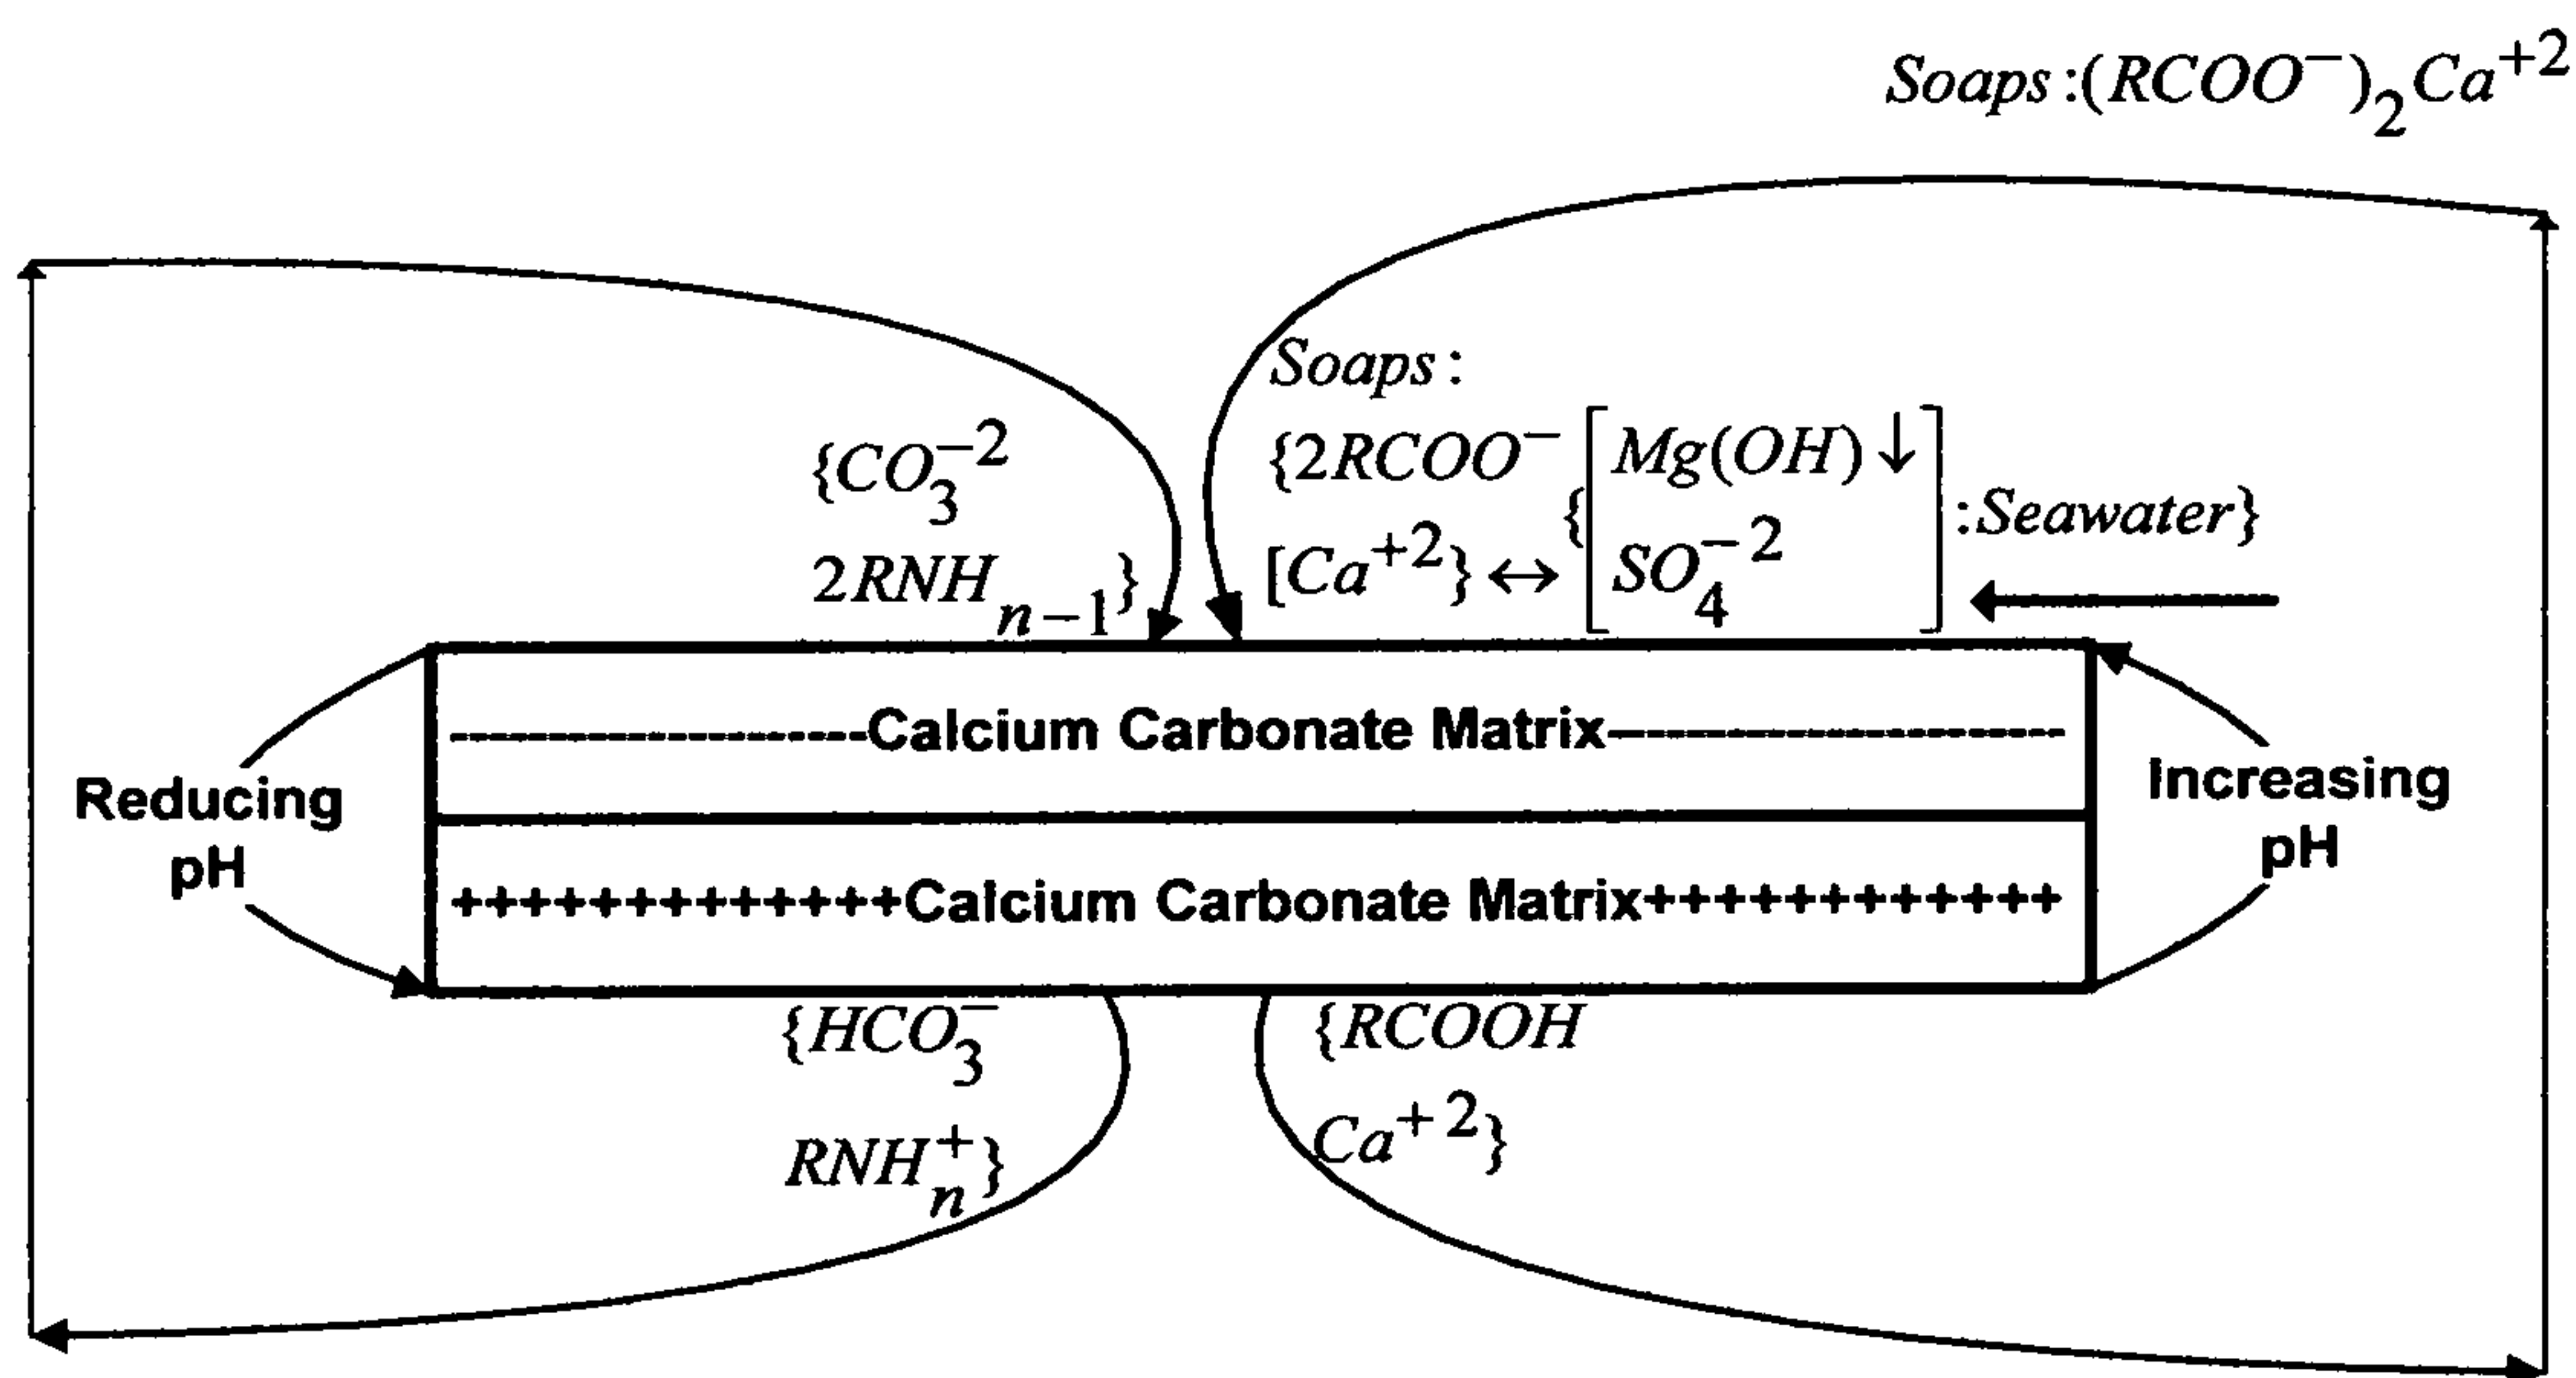 Soaps:(RCOO⁻)₂Ca⁺²
Soaps:
{CO₃⁻²
{2RCOO⁻ {[Mg(OH)↓
:Seawater}
2RNHₙ₋₁}
[Ca⁺²} ↔ SO₄⁻²]
--------------------Calcium Carbonate Matrix----------------------
Reducing
pH
Increasing
pH
+++++++++++++Calcium Carbonate Matrix++++++++++++
{HCO₃⁻
{RCOOH
RNHₙ⁺}
Ca⁺²}